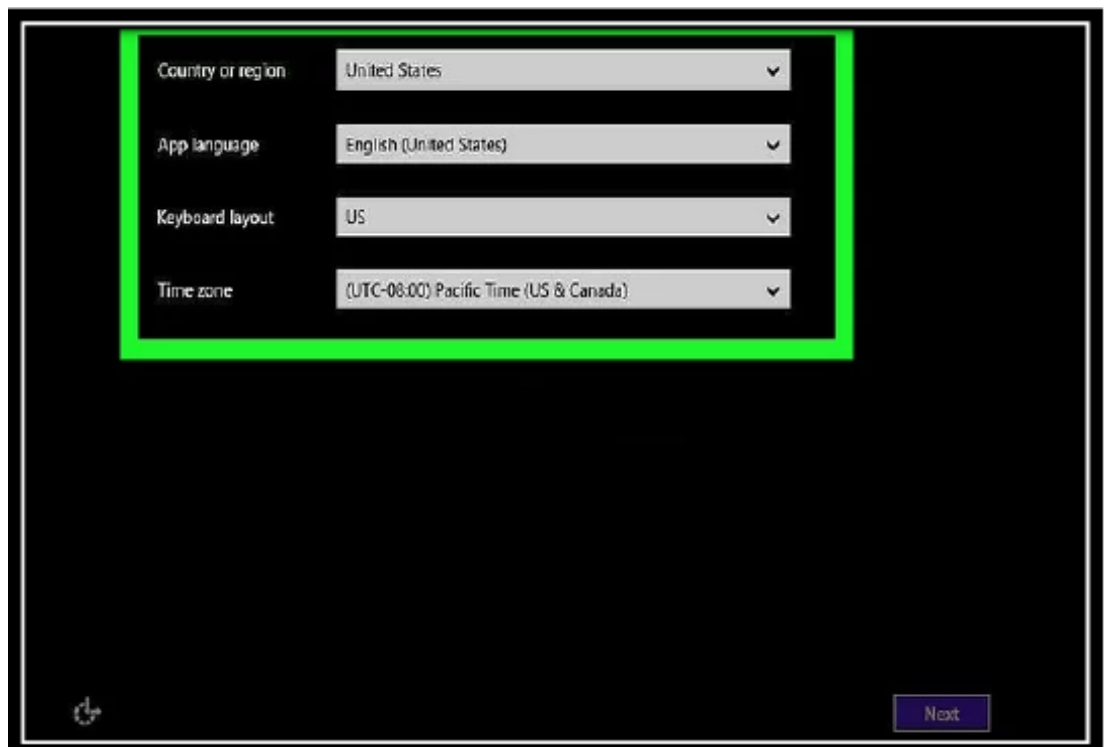 Country or region United States
App language English (United States)
Keyboard layout US
Time zone (UTC-08:00) Pacific Time (US & Canada)
Next